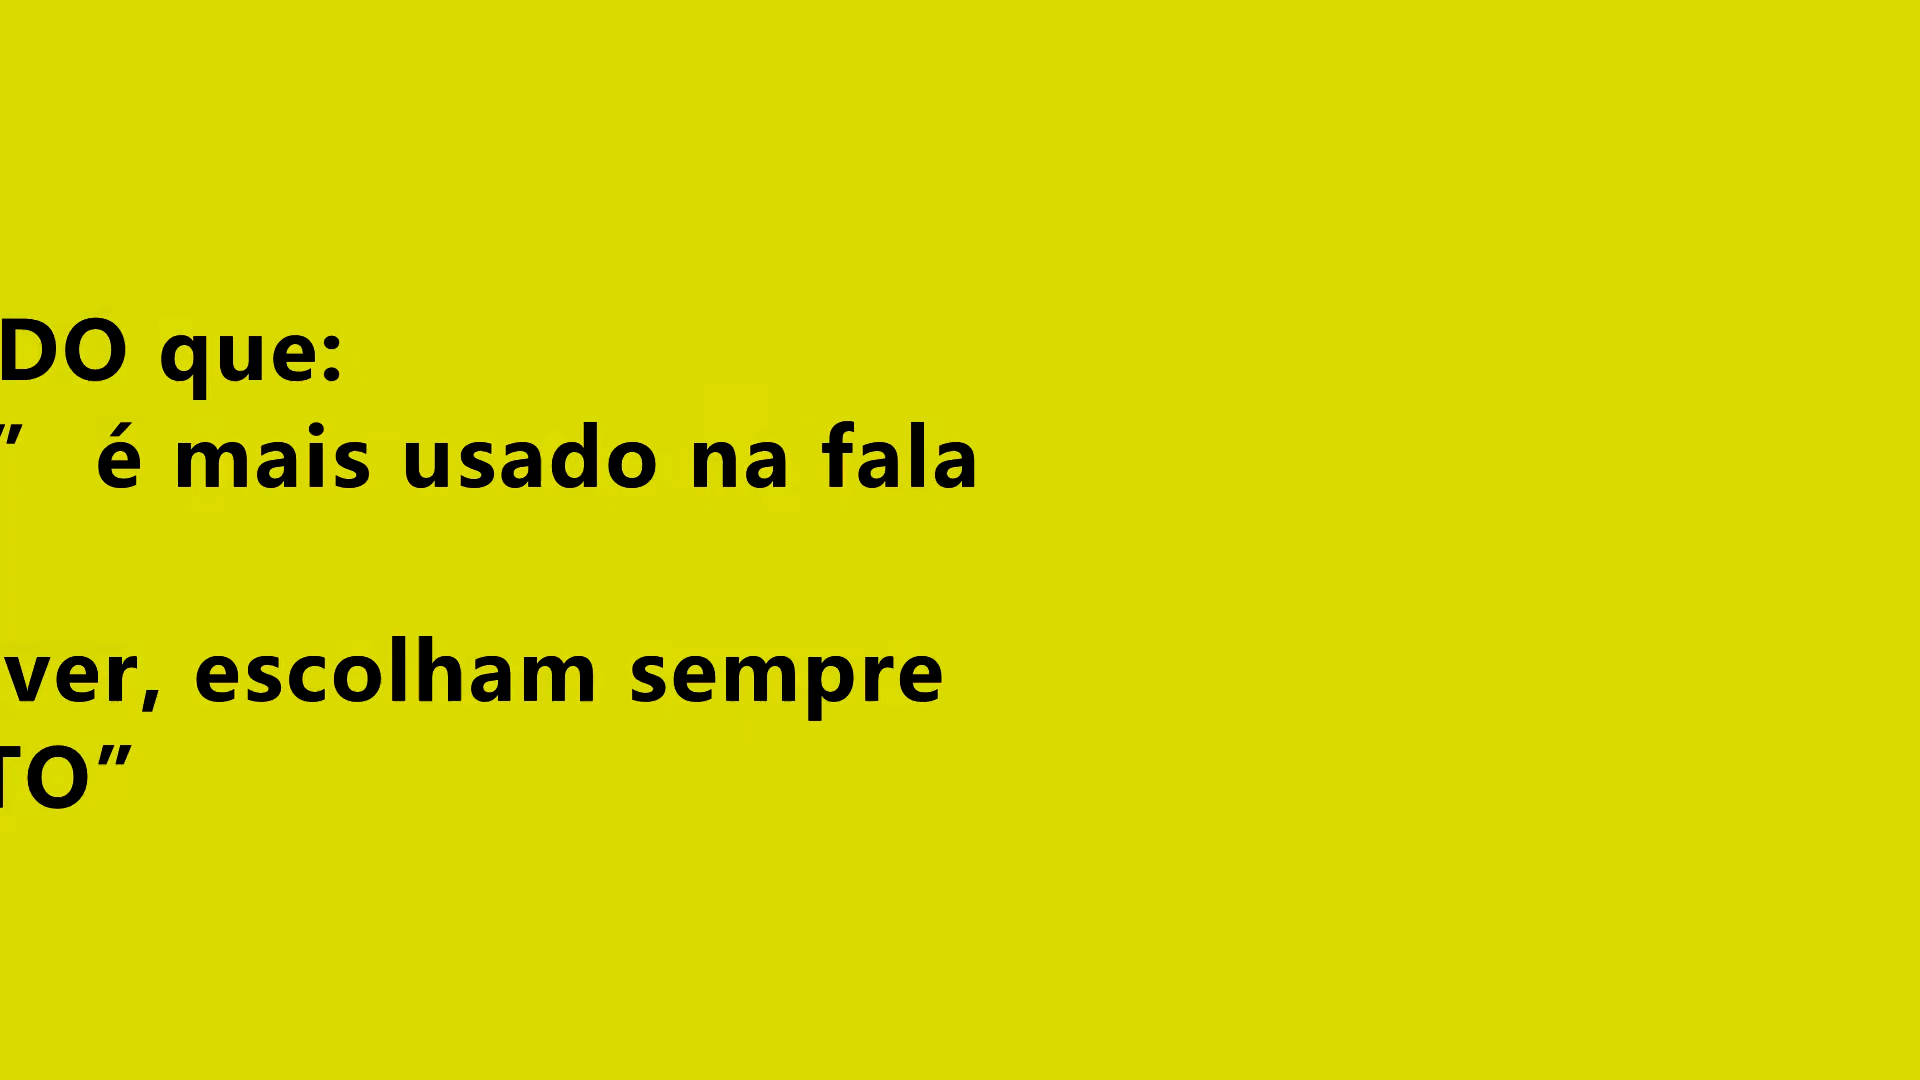 DO que:
” é mais usado na fala
ver, escolham sempre
TO”